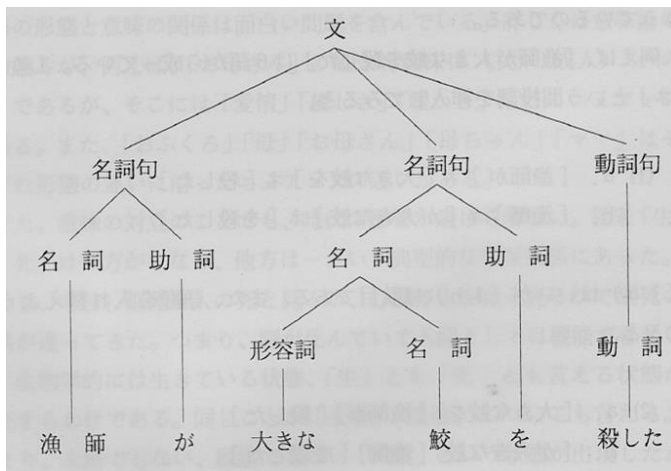 文
名詞句 名詞句 動詞句
名 詞 助 詞 名 詞 助 詞
形容詞 名 詞 動 詞
漁 師 が 大きな 鮫 を 殺した